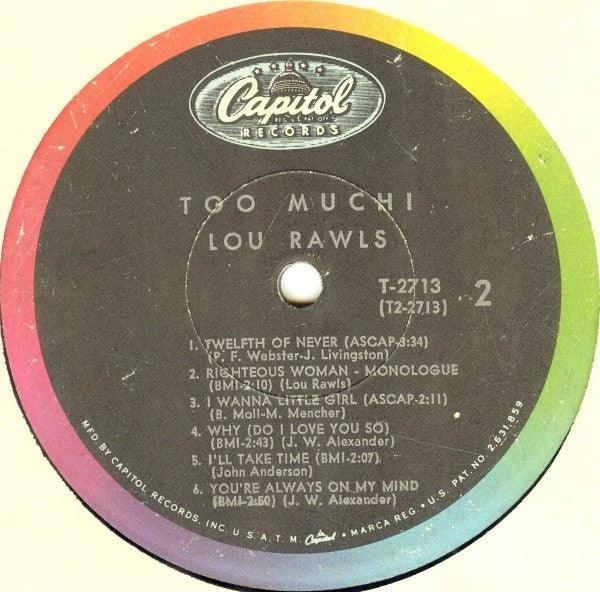 Capitol
REG. U.S. PAT. OFF.
RECORDS
TOO MUCH!
LOU RAWLS
T-2713
(T2-2713)
2
1. TWELFTH OF NEVER (ASCAP-3:34)
(P. F. Webster-J. Livingston)
2. RIGHTEOUS WOMAN - MONOLOGUE
(BMI-2:10) (Lou Rawls)
3. I WANNA LITTLE GIRL (ASCAP-2:11)
(B. Moll-M. Mencher)
4. WHY (DO I LOVE YOU SO)
(BMI-2:43) (J. W. Alexander)
5. I'LL TAKE TIME (BMI-2:07)
(John Anderson)
6. YOU'RE ALWAYS ON MY MIND
(BMI-2:50) (J. W. Alexander)
MFD. BY CAPITOL RECORDS, INC. U.S.A. T.M. Capitol • MARCA REG. • U.S. PAT. NO. 2,631,859